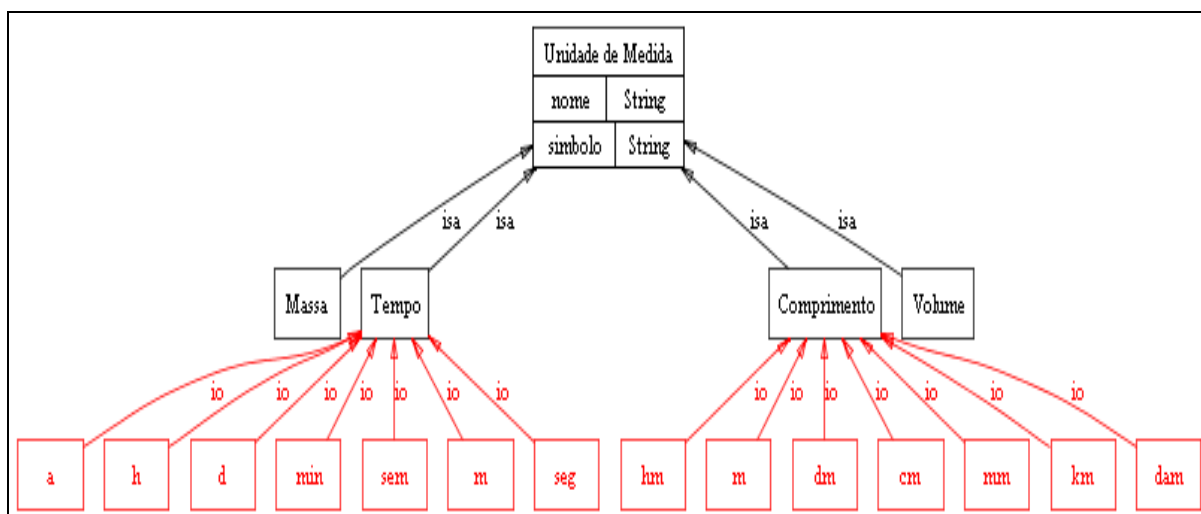 Unidade de Medida
nome String
simbolo String
isa isa isa isa
Massa Tempo Comprimento Volume
io io io io io io io io io io io io io io
a h d min sem m seg hm m dm cm mm km dam